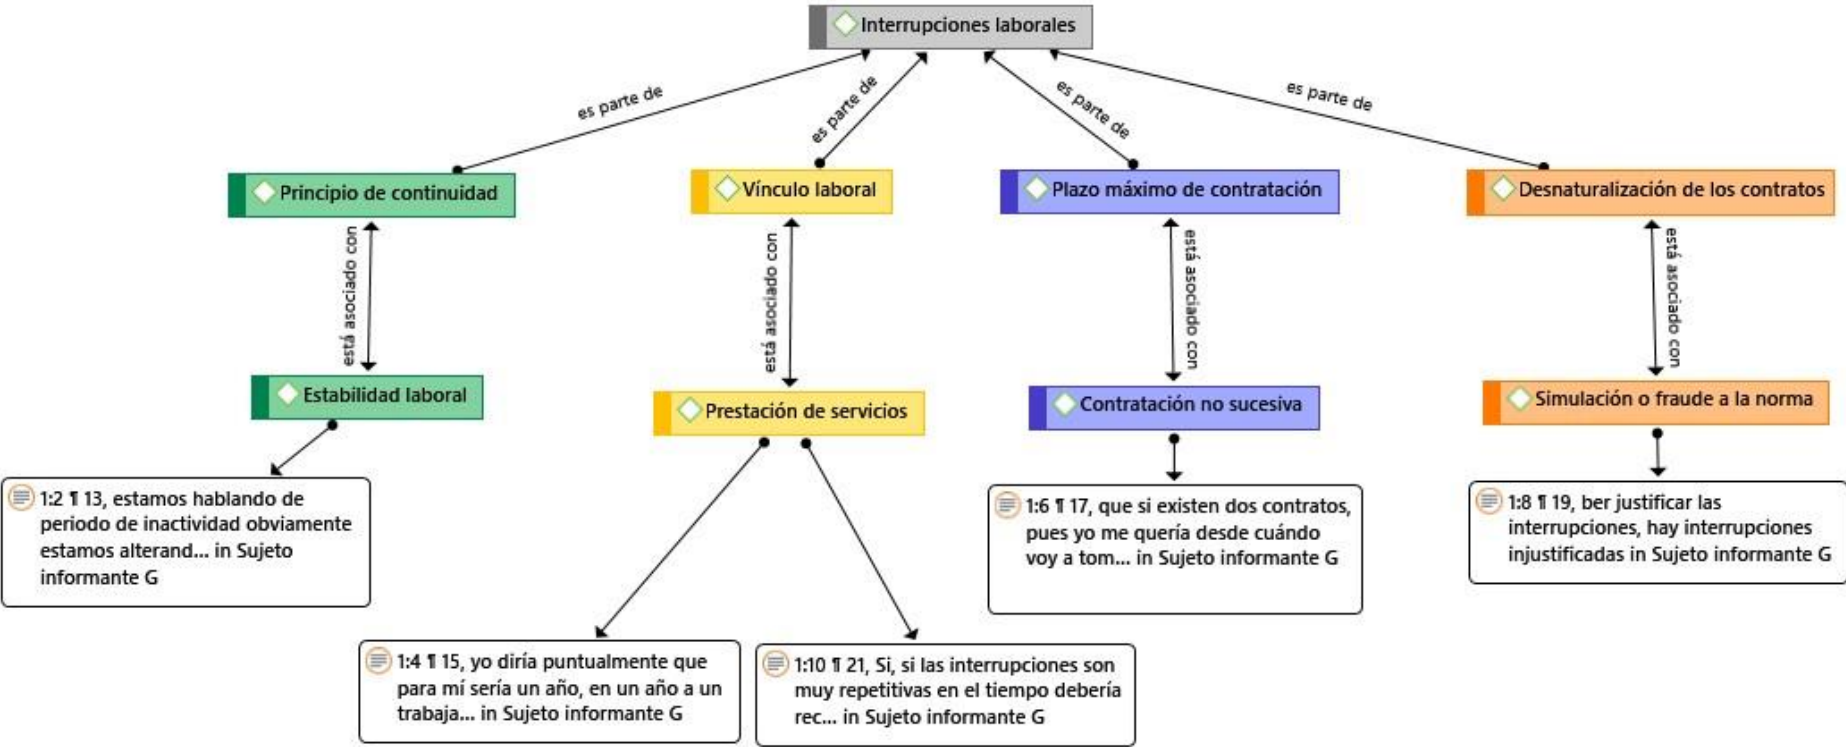 Interrupciones laborales
es parte de
es parte de
es parte de
es parte de
Principio de continuidad
Vínculo laboral
Plazo máximo de contratación
Desnaturalización de los contratos
está asociado con
está asociado con
está asociado con
está asociado con
Estabilidad laboral
Prestación de servicios
Contratación no sucesiva
Simulación o fraude a la norma
1:2 ¶ 13, estamos hablando de
periodo de inactividad obviamente
estamos alterand... in Sujeto
informante G
1:6 ¶ 17, que si existen dos contratos,
pues yo me quería desde cuándo
voy a tom... in Sujeto informante G
1:8 ¶ 19, ber justificar las
interrupciones, hay interrupciones
injustificadas in Sujeto informante G
1:4 ¶ 15, yo diría puntualmente que
para mí sería un año, en un año a un
trabaja... in Sujeto informante G
1:10 ¶ 21, Si, si las interrupciones son
muy repetitivas en el tiempo debería
rec... in Sujeto informante G